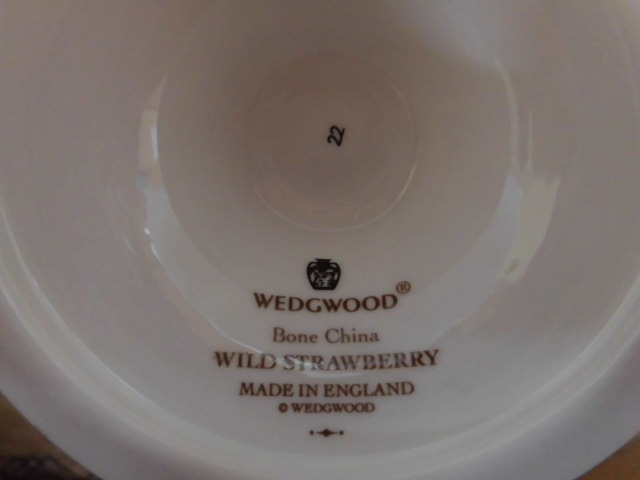 22
WEDGWOOD®
Bone China
WILD STRAWBERRY
MADE IN ENGLAND
© WEDGWOOD